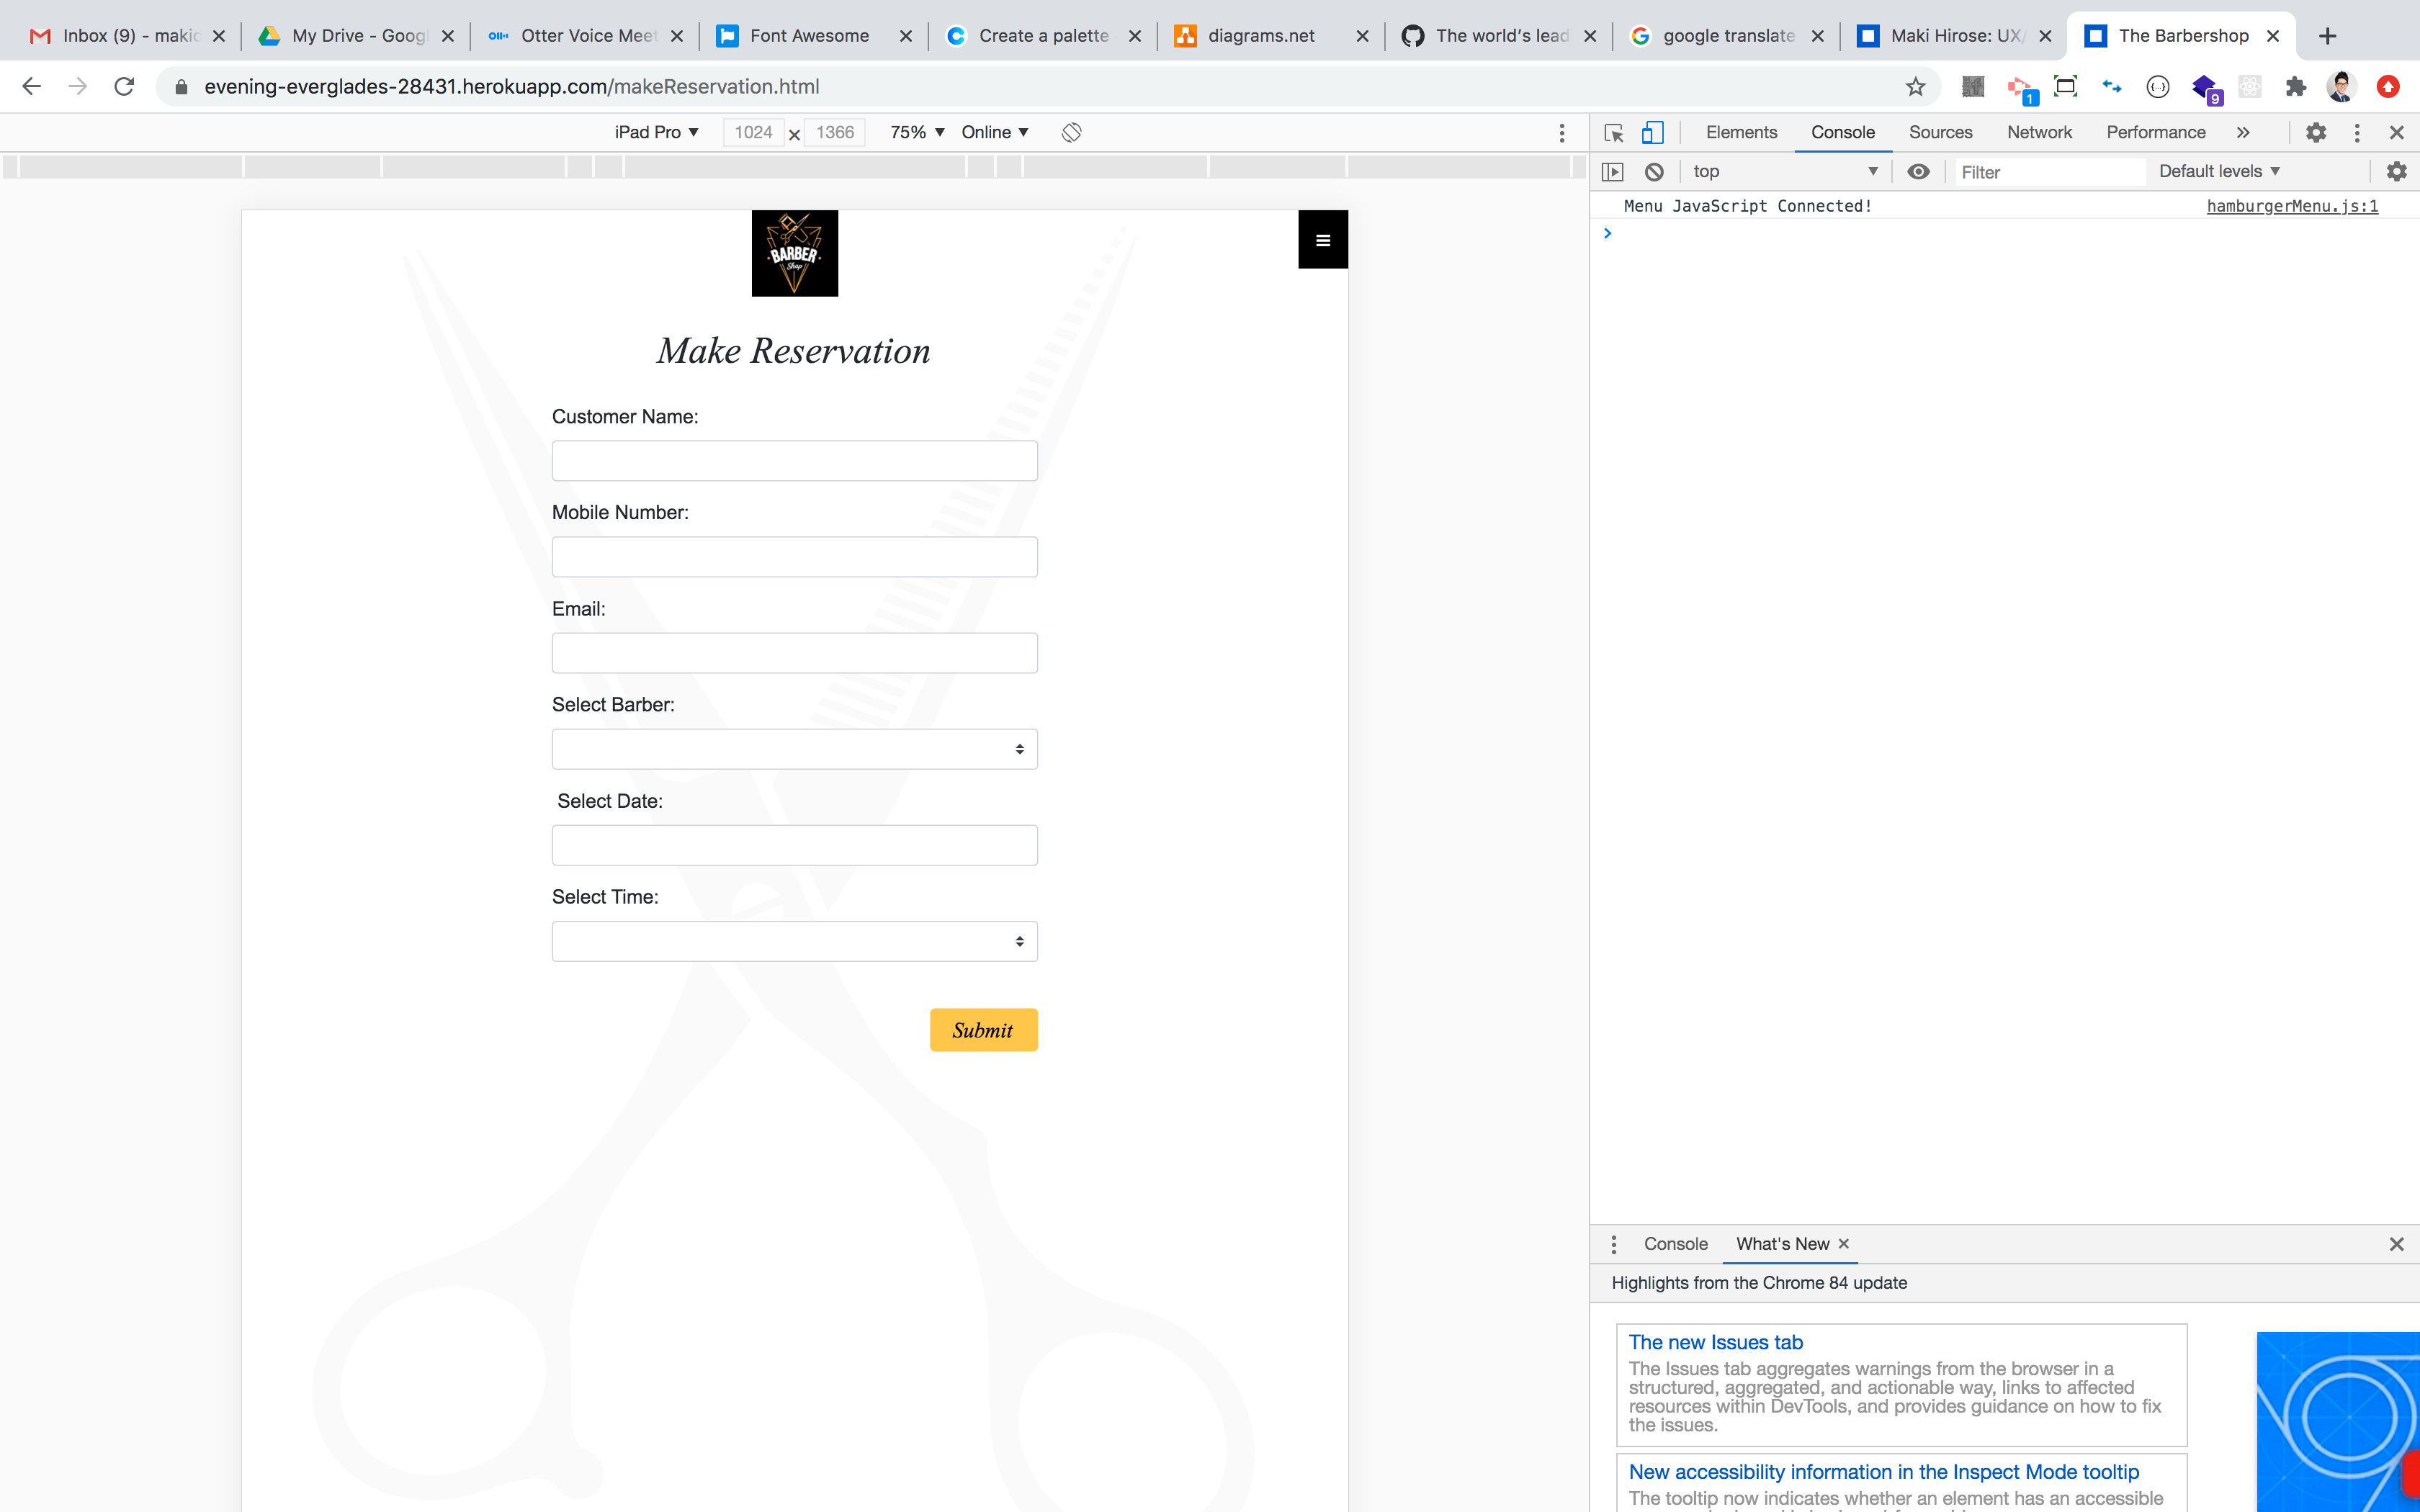 Inbox (9) - maki
My Drive - Googl
Otter Voice Meet
Font Awesome
Create a palette
diagrams.net
The world's lead
google translate
Maki Hirose: UX/
The Barbershop
evening-everglades-28431.herokuapp.com/makeReservation.html
1
9
iPad Pro ▼ 1024 × 1366 75% ▼ Online ▼
Elements Console Sources Network Performance »
top Filter Default levels ▼
Menu JavaScript Connected! hamburgerMenu.js:1
BARBER
Shop
Make Reservation
Customer Name:
Mobile Number:
Email:
Select Barber:
Select Date:
Select Time:
Submit
Console What's New
Highlights from the Chrome 84 update
The new Issues tab
The Issues tab aggregates warnings from the browser in a
structured, aggregated, and actionable way, links to affected
resources within DevTools, and provides guidance on how to fix
the issues.
New accessibility information in the Inspect Mode tooltip
The tooltip now indicates whether an element has an accessible